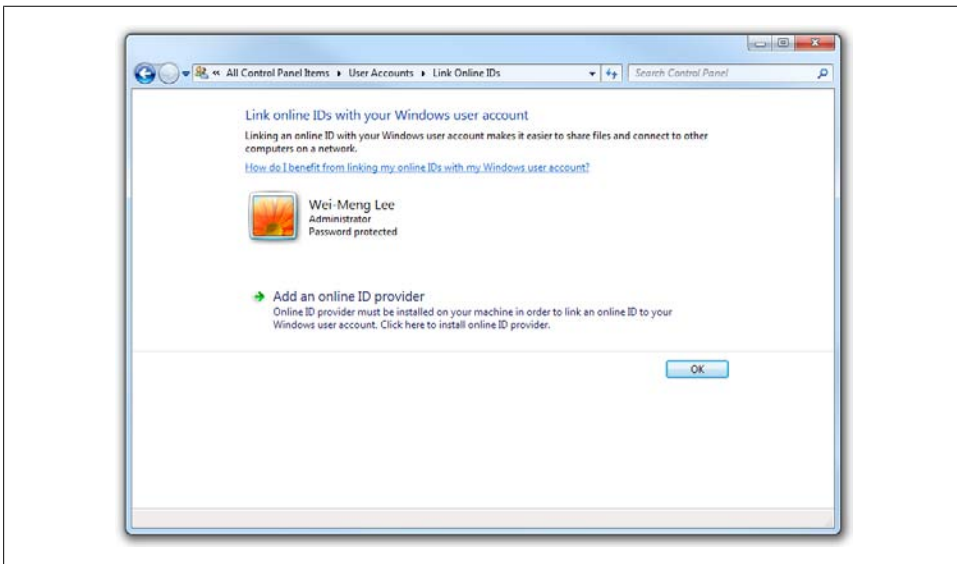 « All Control Panel Items ▸ User Accounts ▸ Link Online IDs
Search Control Panel
Link online IDs with your Windows user account
Linking an online ID with your Windows user account makes it easier to share files and connect to other
computers on a network.
How do I benefit from linking my online IDs with my Windows user account?
Wei-Meng Lee
Administrator
Password protected
Add an online ID provider
Online ID provider must be installed on your machine in order to link an online ID to your
Windows user account. Click here to install online ID provider.
OK